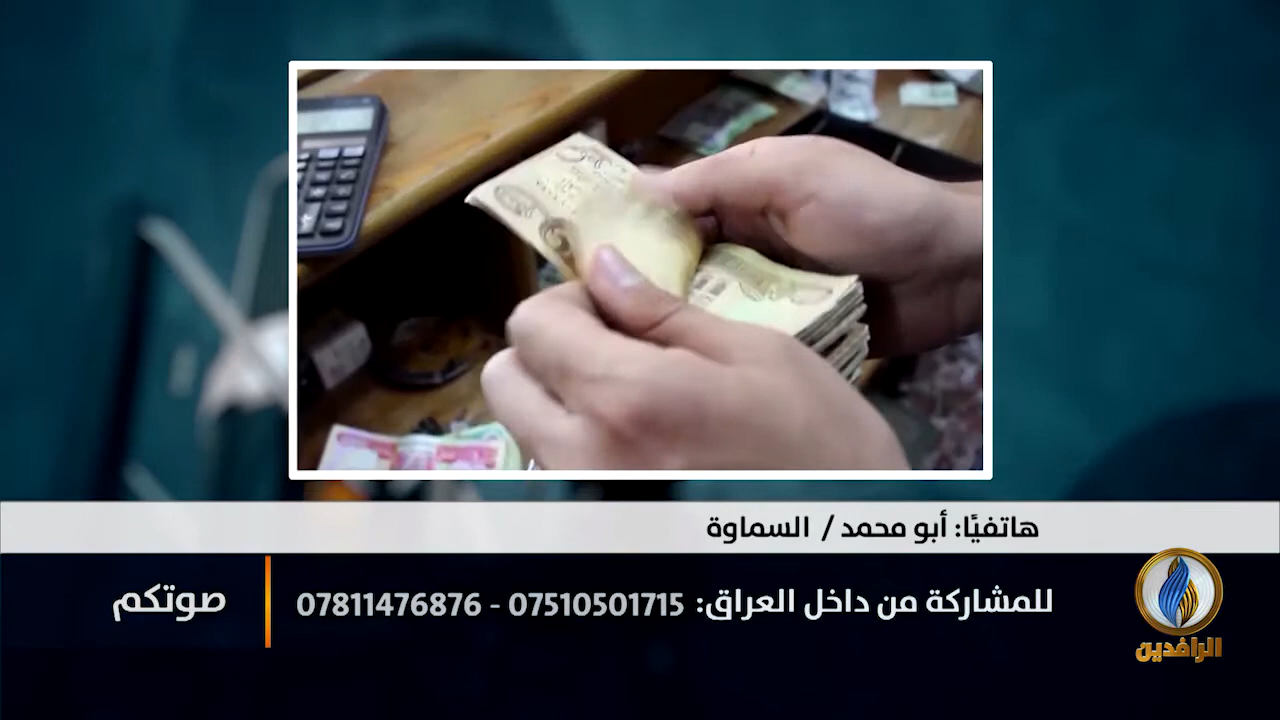 هاتفيًا: أبو محمد / السماوة
للمشاركة من داخل العراق: 07510501715 - 07811476876
صوتكم
الرافدين